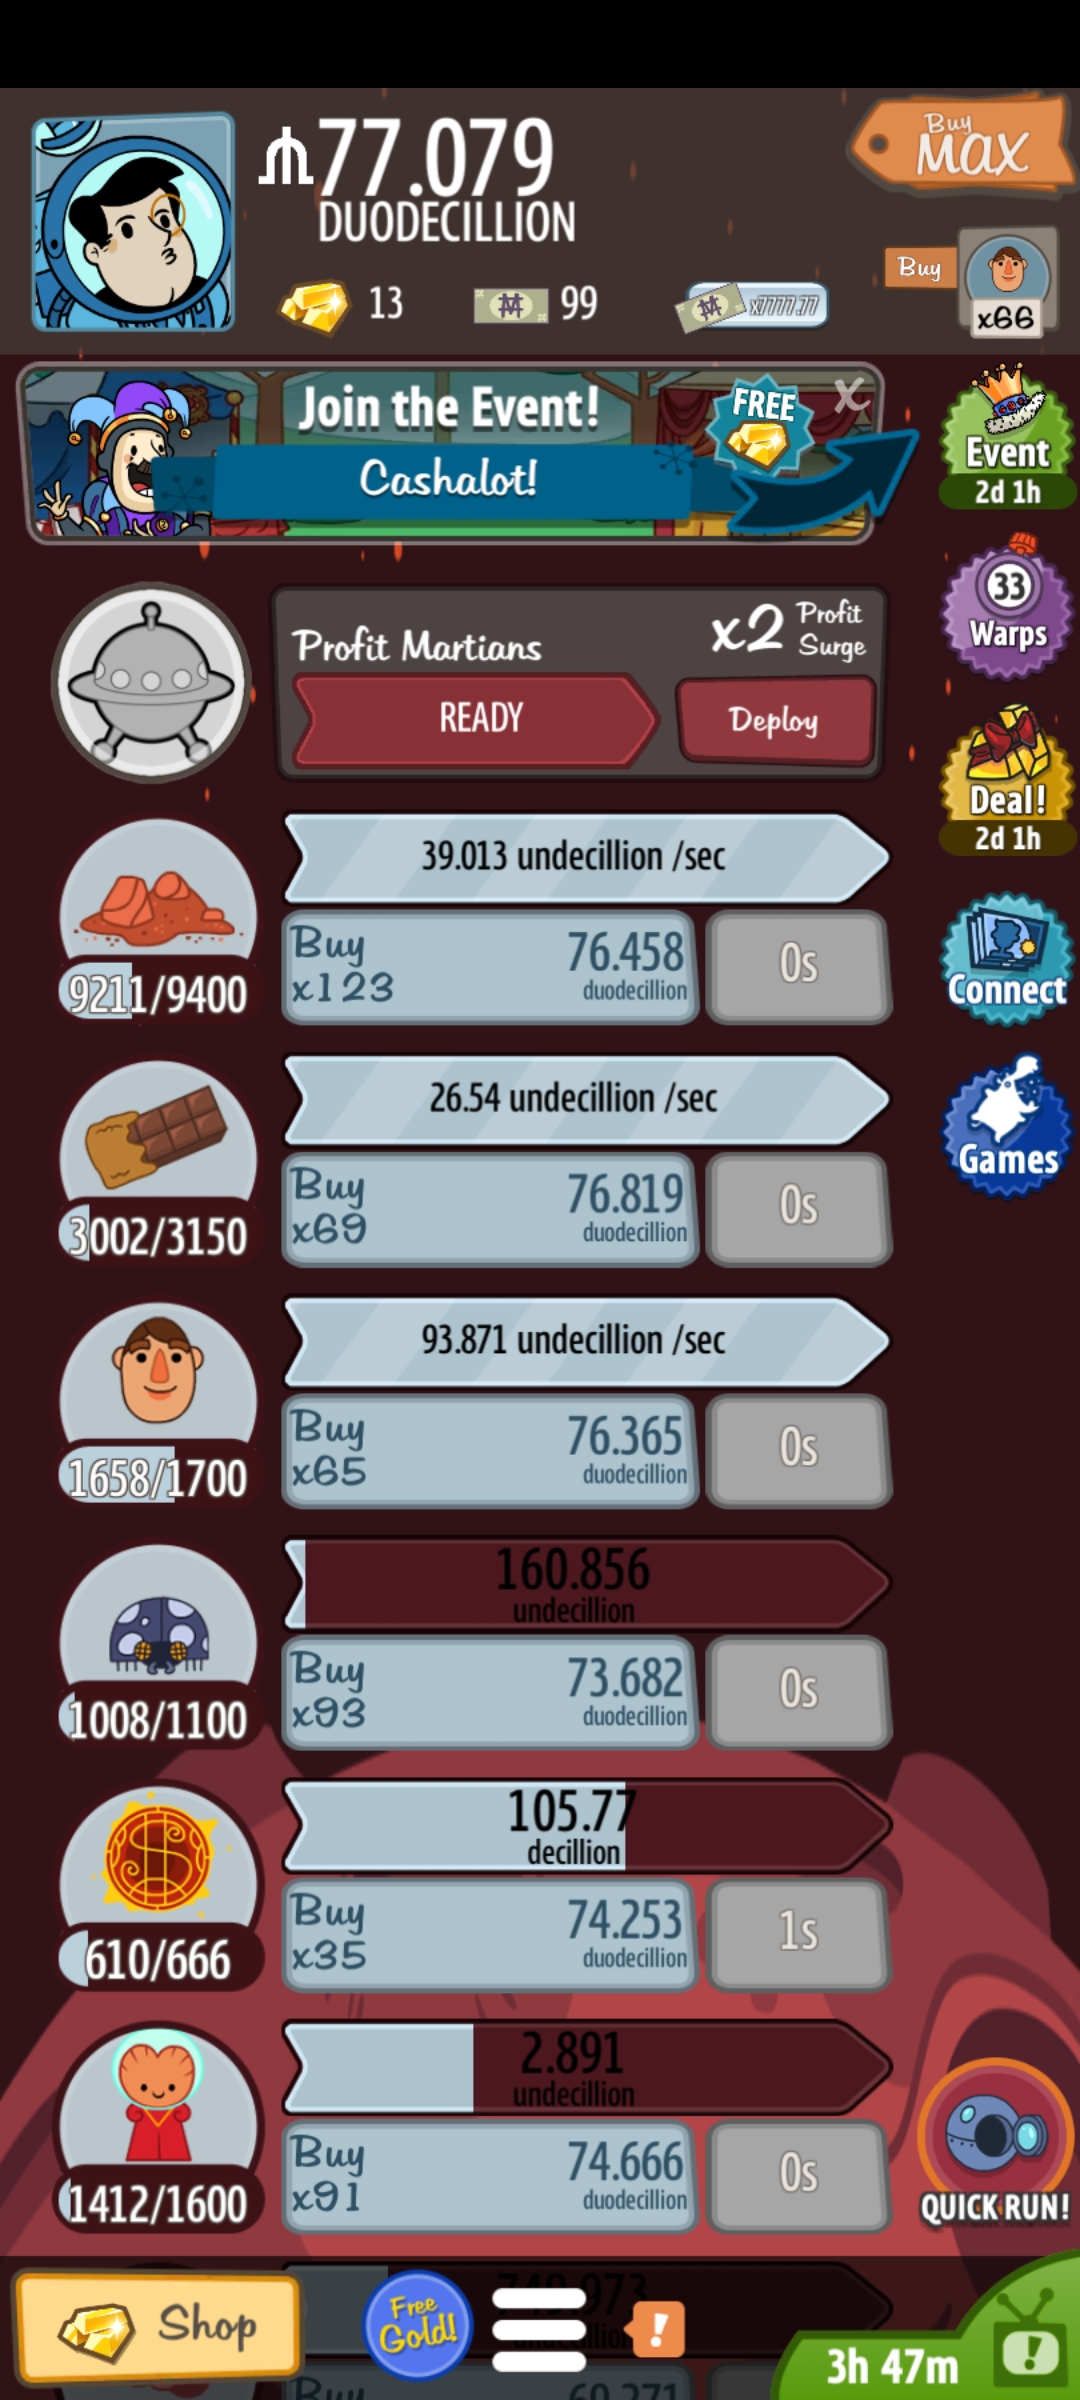 77.079
DUODECILLION
Buy
MAX
13
99
x7777.77
Buy
x66
Join the Event!
FREE
X
Cashalot!
Event
2d 1h
33
Warps
Profit Martians
x2 Profit Surge
READY
Deploy
Deal!
2d 1h
39.013 undecillion /sec
9211/9400
Buy
x123
76.458
duodecillion
0s
Connect
26.54 undecillion /sec
3002/3150
Buy
x69
76.819
duodecillion
0s
Games
93.871 undecillion /sec
1658/1700
Buy
x65
76.365
duodecillion
0s
160.856
undecillion
1008/1100
Buy
x93
73.682
duodecillion
0s
105.77
decillion
610/666
Buy
x35
74.253
duodecillion
1s
2.891
undecillion
1412/1600
Buy
x91
74.666
duodecillion
0s
QUICK RUN!
Shop
Free
Gold!
!
3h 47m
!